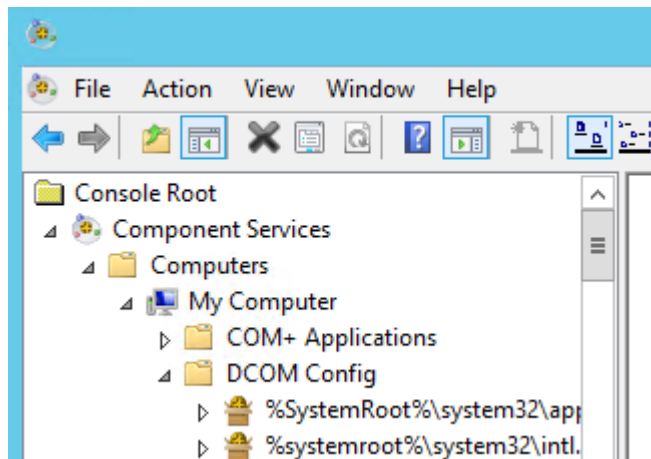 File Action View Window Help
Console Root
Component Services
Computers
My Computer
COM+ Applications
DCOM Config
%SystemRoot%\system32\app
%systemroot%\system32\intl.